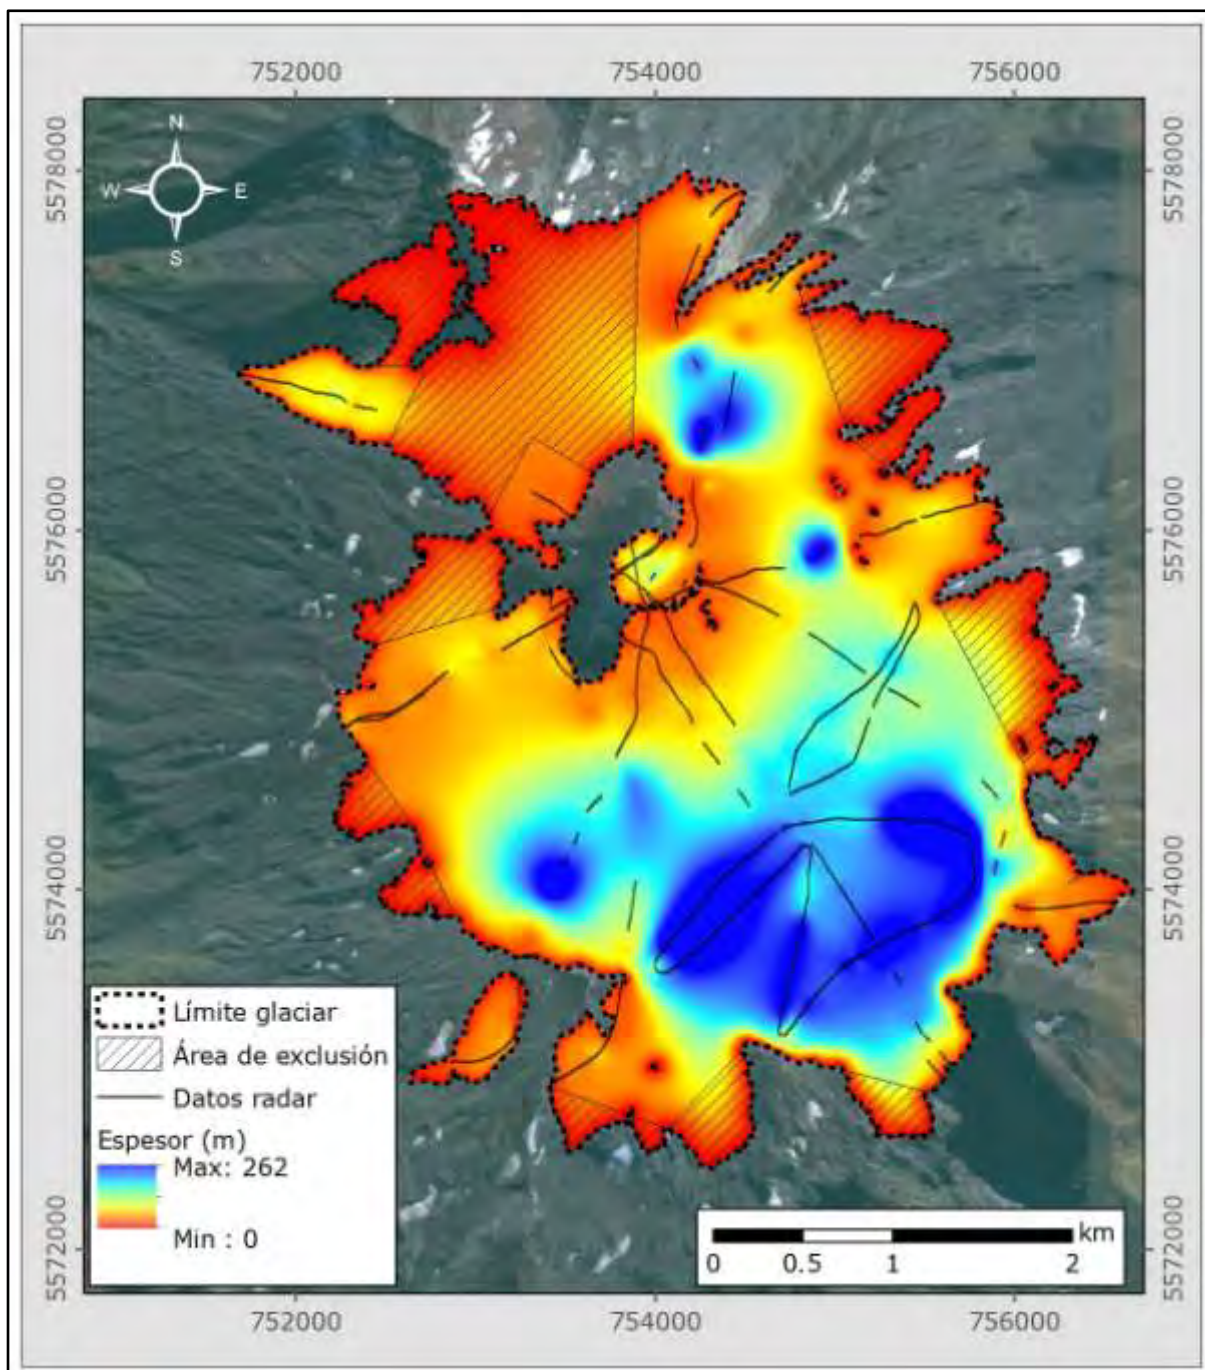 752000 754000 756000
N
W E
S
5578000 5578000
5576000 5576000
5574000 5574000
5572000 5572000
Límite glaciar
Área de exclusión
Datos radar
Espesor (m)
Max: 262
Min : 0
km
0 0.5 1 2
752000 754000 756000